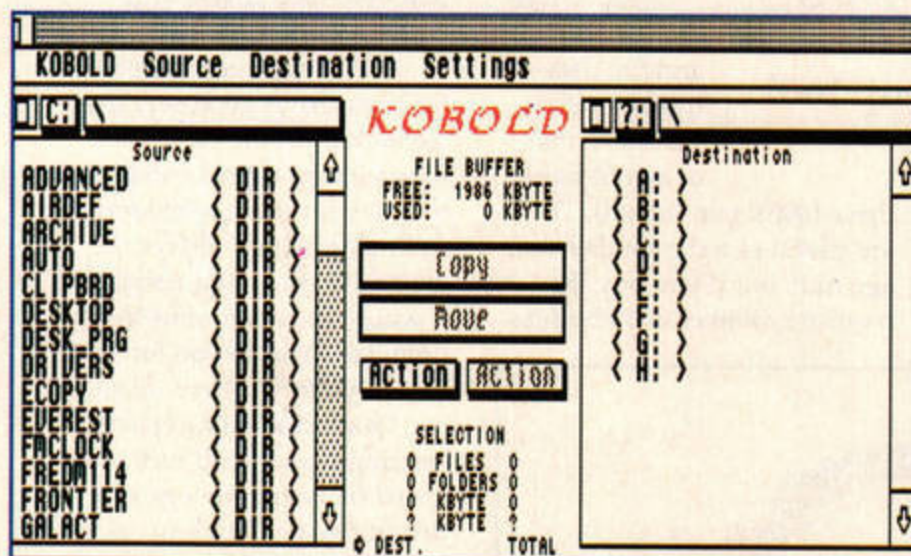 KOBOLD Source Destination Settings
C: \
Source
ADVANCED < DIR >
AIRDEF < DIR >
ARCHIVE < DIR >
AUTO < DIR >
CLIPBRD < DIR >
DESKTOP < DIR >
DESK_PRG < DIR >
DRIVERS < DIR >
ECOPY < DIR >
EVEREST < DIR >
FMCLOCK < DIR >
FREDM114 < DIR >
FRONTIER < DIR >
GALACT < DIR >
KOBOLD
FILE BUFFER
FREE: 1986 KBYTE
USED: 0 KBYTE
Copy
Move
Action Action
SELECTION
0 FILES 0
0 FOLDERS 0
0 KBYTE 0
? KBYTE ?
DEST. TOTAL
?: \
Destination
< A: >
< B: >
< C: >
< D: >
< E: >
< F: >
< G: >
< H: >